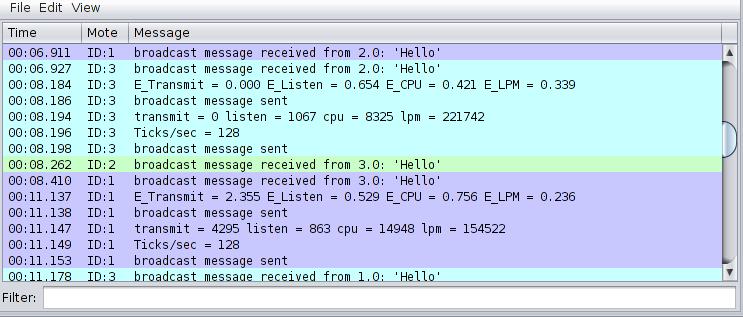 File Edit View
Time Mote Message
00:06.911 ID:1 broadcast message received from 2.0: 'Hello'
00:06.927 ID:3 broadcast message received from 2.0: 'Hello'
00:08.184 ID:3 E_Transmit = 0.000 E_Listen = 0.654 E_CPU = 0.421 E_LPM = 0.339
00:08.186 ID:3 broadcast message sent
00:08.194 ID:3 transmit = 0 listen = 1067 cpu = 8325 lpm = 221742
00:08.196 ID:3 Ticks/sec = 128
00:08.198 ID:3 broadcast message sent
00:08.262 ID:2 broadcast message received from 3.0: 'Hello'
00:08.410 ID:1 broadcast message received from 3.0: 'Hello'
00:11.137 ID:1 E_Transmit = 2.355 E_Listen = 0.529 E_CPU = 0.756 E_LPM = 0.236
00:11.138 ID:1 broadcast message sent
00:11.147 ID:1 transmit = 4295 listen = 863 cpu = 14948 lpm = 154522
00:11.149 ID:1 Ticks/sec = 128
00:11.153 ID:1 broadcast message sent
00:11.178 ID:3 broadcast message received from 1.0: 'Hello'
Filter: